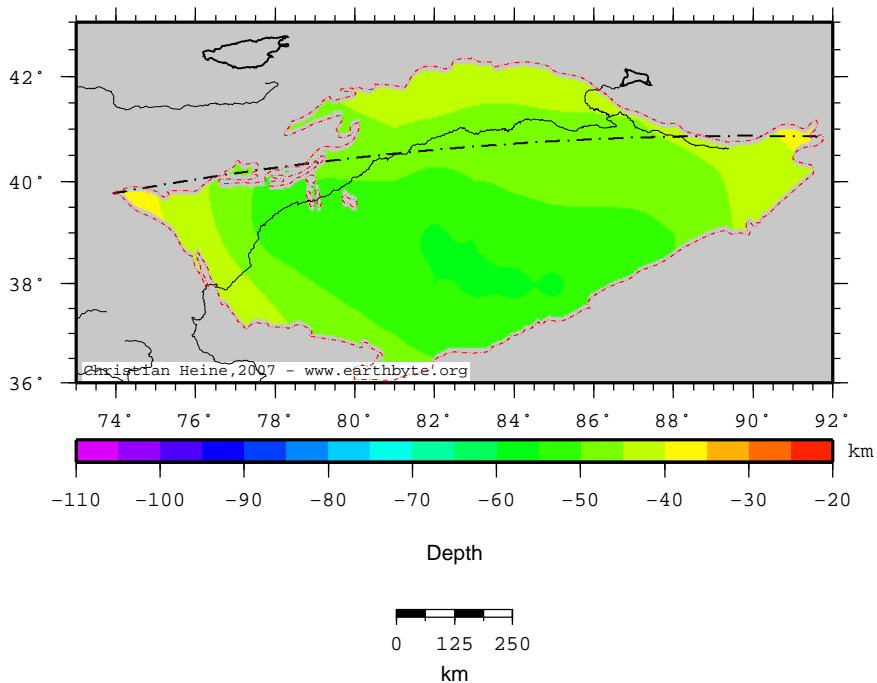 42°
40°
38°
36°
Christian Heine,2007 - www.earthbyte.org
74° 76° 78° 80° 82° 84° 86° 88° 90° 92°
km
−110 −100 −90 −80 −70 −60 −50 −40 −30 −20
Depth
0 125 250
km